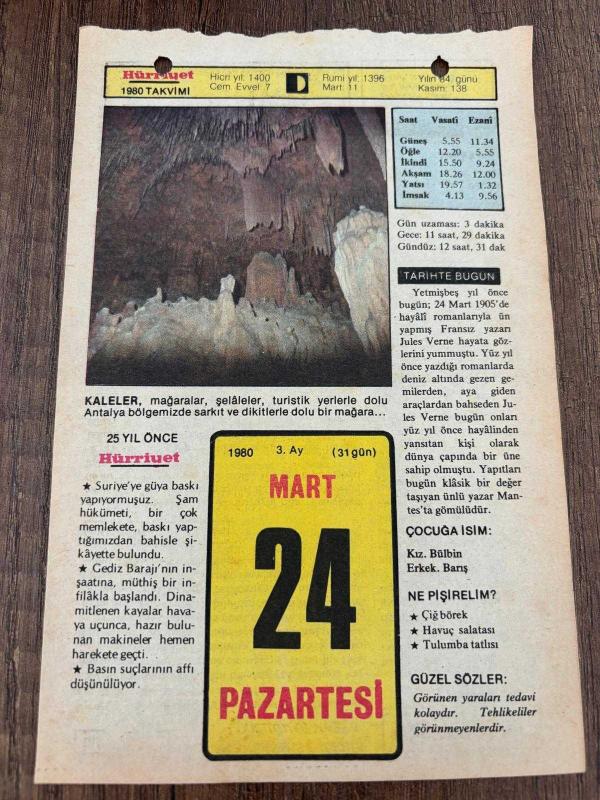 Hürriyet
1980 TAKVİMİ
Hicri yıl: 1400
Cem. Evvel 7
D
Rumi yıl: 1396
Mart: 11
Yılın 84. günü
Kasım: 138
Saat Vasatî Ezanî
Güneş 5.55 11.34
Öğle 12.20 5.55
İkindi 15.50 9.24
Akşam 18.26 12.00
Yatsı 19.57 1.32
İmsak 4.13 9.56
Gün uzaması: 3 dakika
Gece: 11 saat, 29 dakika
Gündüz: 12 saat, 31 dak
KALELER, mağaralar, şelâleler, turistik yerlerle dolu
Antalya bölgemizde sarkıt ve dikitlerle dolu bir mağara...
25 YIL ÖNCE
Hürriyet
★ Suriye'ye güya baskı
yapıyormuşuz. Şam
hükümeti, bir çok
memlekete, baskı yap-
tığımızdan bahisle şi-
kâyette bulundu.
★ Gediz Barajı'nın in-
şaatına, müthiş bir in-
filâkla başlandı. Dina-
mitlenen kayalar hava-
ya uçunca, hazır bulu-
nan makineler hemen
harekete geçti.
★ Basın suçlarının affı
düşünülüyor.
1980 3. Ay (31 gün)
MART
24
PAZARTESİ
TARİHTE BUGÜN
Yetmişbeş yıl önce
bugün; 24 Mart 1905'de
hayâlî romanlarıyla ün
yapmış Fransız yazarı
Jules Verne hayata göz-
lerini yummuştu. Yüz yıl
önce yazdığı romanlarda
deniz altında gezen ge-
milerden, aya giden
araçlardan bahseden Ju-
les Verne bugün onları
yüz yıl önce hayâlinden
yansıtan kişi olarak
dünya çapında bir üne
sahip olmuştu. Yapıtları
bugün klâsik bir değer
taşıyan ünlü yazar Man-
tes'ta gömülüdür.
ÇOCUĞA İSİM:
Kız. Bülbin
Erkek. Barış
NE PİŞİRELİM?
★ Çiğ börek
★ Havuç salatası
★ Tulumba tatlısı
GÜZEL SÖZLER:
Görünen yaraları tedavi
kolaydır. Tehlikeliler
görünmeyenlerdir.